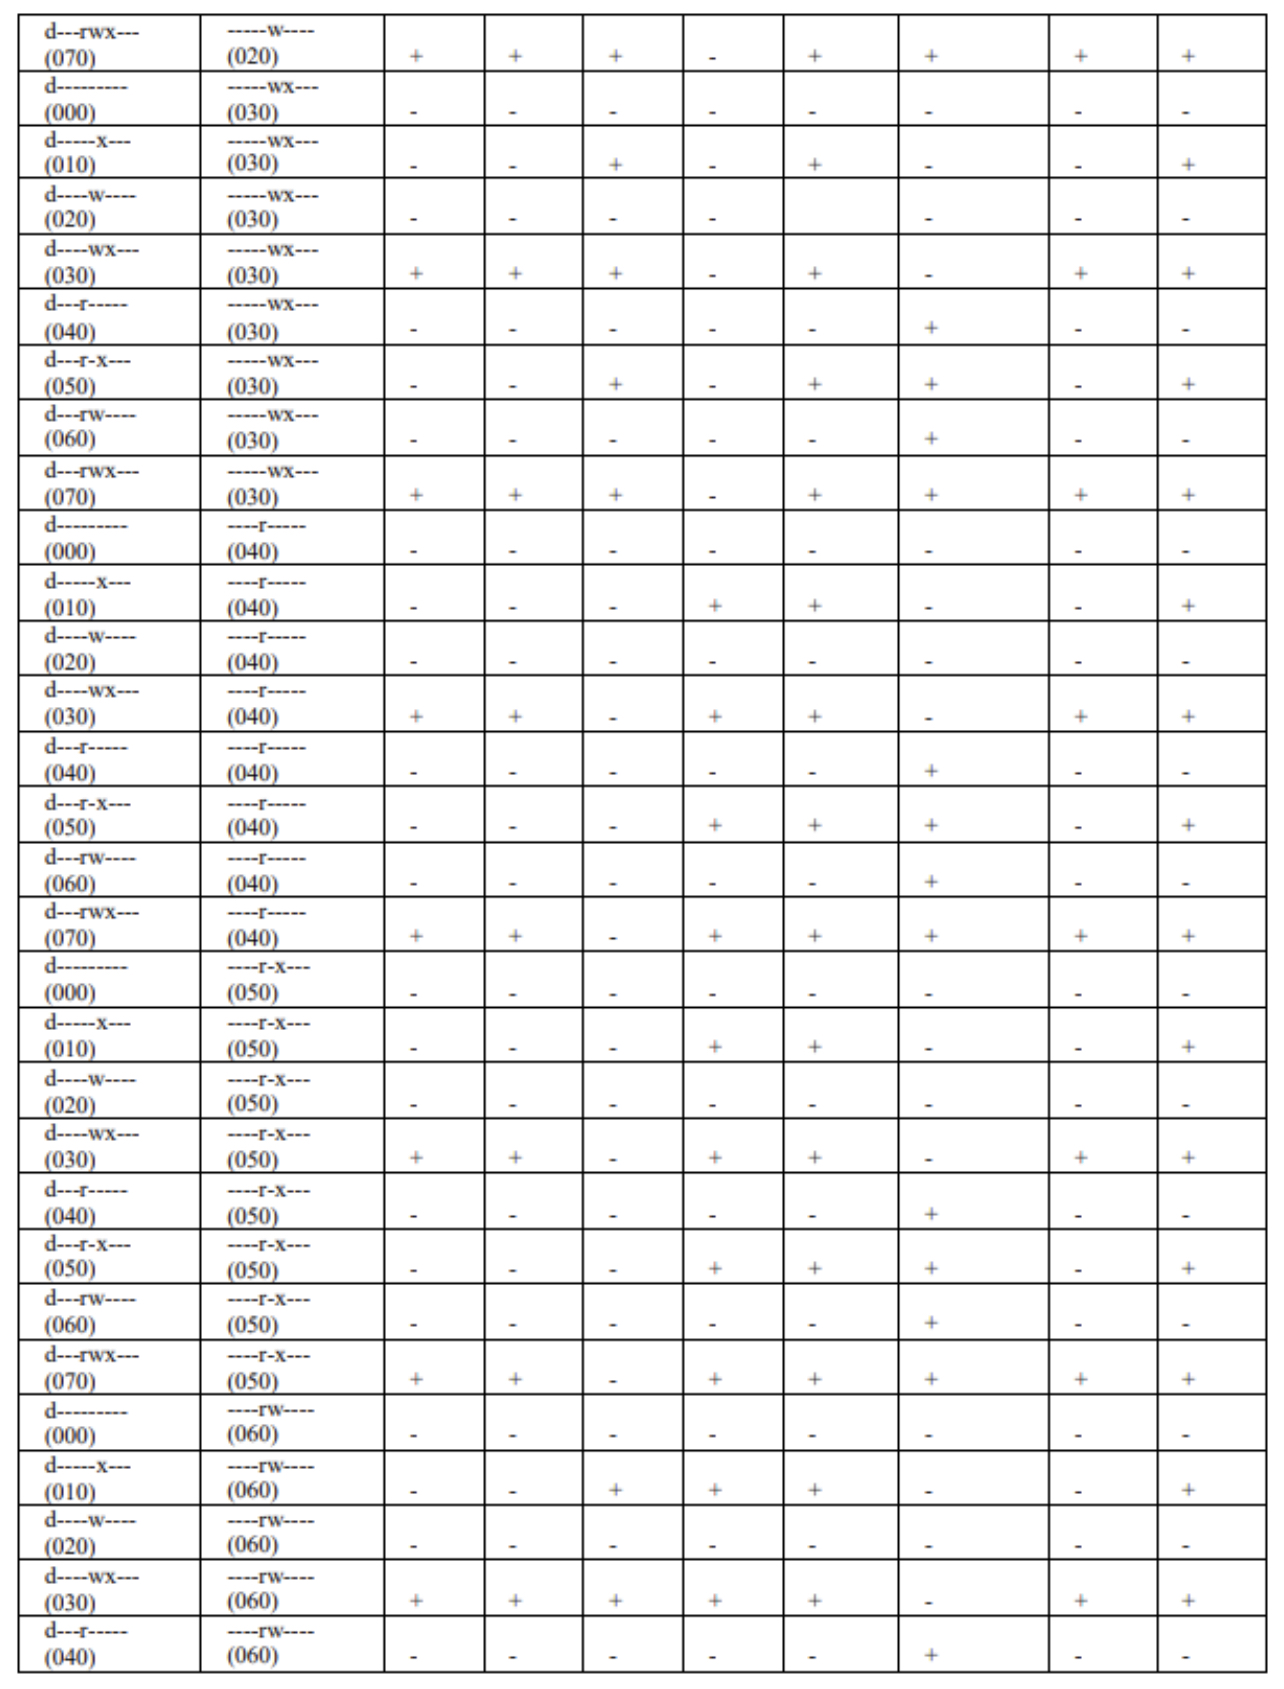 d---rwx--- -----w----
(070) (020) + + + - + + + +
d--------- -----wx---
(000) (030) - - - - - - - -
d-----x--- -----wx---
(010) (030) - - + - + - - +
d----w---- -----wx---
(020) (030) - - - - - - -
d----wx--- -----wx---
(030) (030) + + + - + - + +
d---r----- -----wx---
(040) (030) - - - - - + - -
d---r-x--- -----wx---
(050) (030) - - + - + + - +
d---rw---- -----wx---
(060) (030) - - - - - + - -
d---rwx--- -----wx---
(070) (030) + + + - + + + +
d--------- ----r-----
(000) (040) - - - - - - - -
d-----x--- ----r-----
(010) (040) - - - + + - - +
d----w---- ----r-----
(020) (040) - - - - - - - -
d----wx--- ----r-----
(030) (040) + + - + + - + +
d---r----- ----r-----
(040) (040) - - - - - + - -
d---r-x--- ----r-----
(050) (040) - - - + + + - +
d---rw---- ----r-----
(060) (040) - - - - - + - -
d---rwx--- ----r-----
(070) (040) + + - + + + + +
d--------- ----r-x---
(000) (050) - - - - - - - -
d-----x--- ----r-x---
(010) (050) - - - + + - - +
d----w---- ----r-x---
(020) (050) - - - - - - - -
d----wx--- ----r-x---
(030) (050) + + - + + - + +
d---r----- ----r-x---
(040) (050) - - - - - + - -
d---r-x--- ----r-x---
(050) (050) - - - + + + - +
d---rw---- ----r-x---
(060) (050) - - - - - + - -
d---rwx--- ----r-x---
(070) (050) + + - + + + + +
d--------- ----rw----
(000) (060) - - - - - - - -
d-----x--- ----rw----
(010) (060) - - + + + - - +
d----w---- ----rw----
(020) (060) - - - - - - - -
d----wx--- ----rw----
(030) (060) + + + + + - + +
d---r----- ----rw----
(040) (060) - - - - - + - -